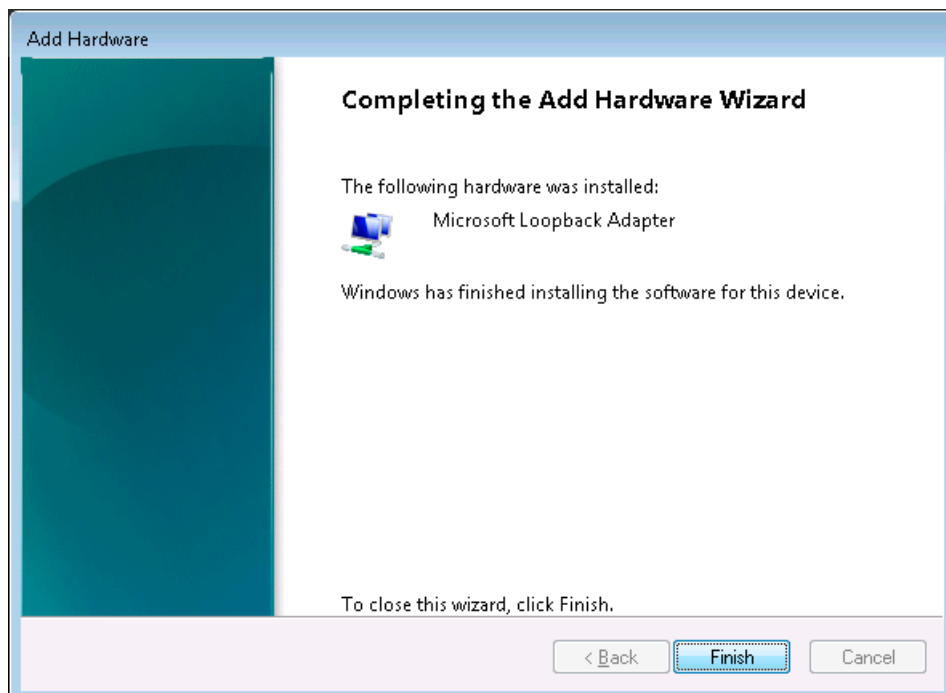 Add Hardware
Completing the Add Hardware Wizard
The following hardware was installed:
Microsoft Loopback Adapter
Windows has finished installing the software for this device.
To close this wizard, click Finish.
< Back
Finish
Cancel